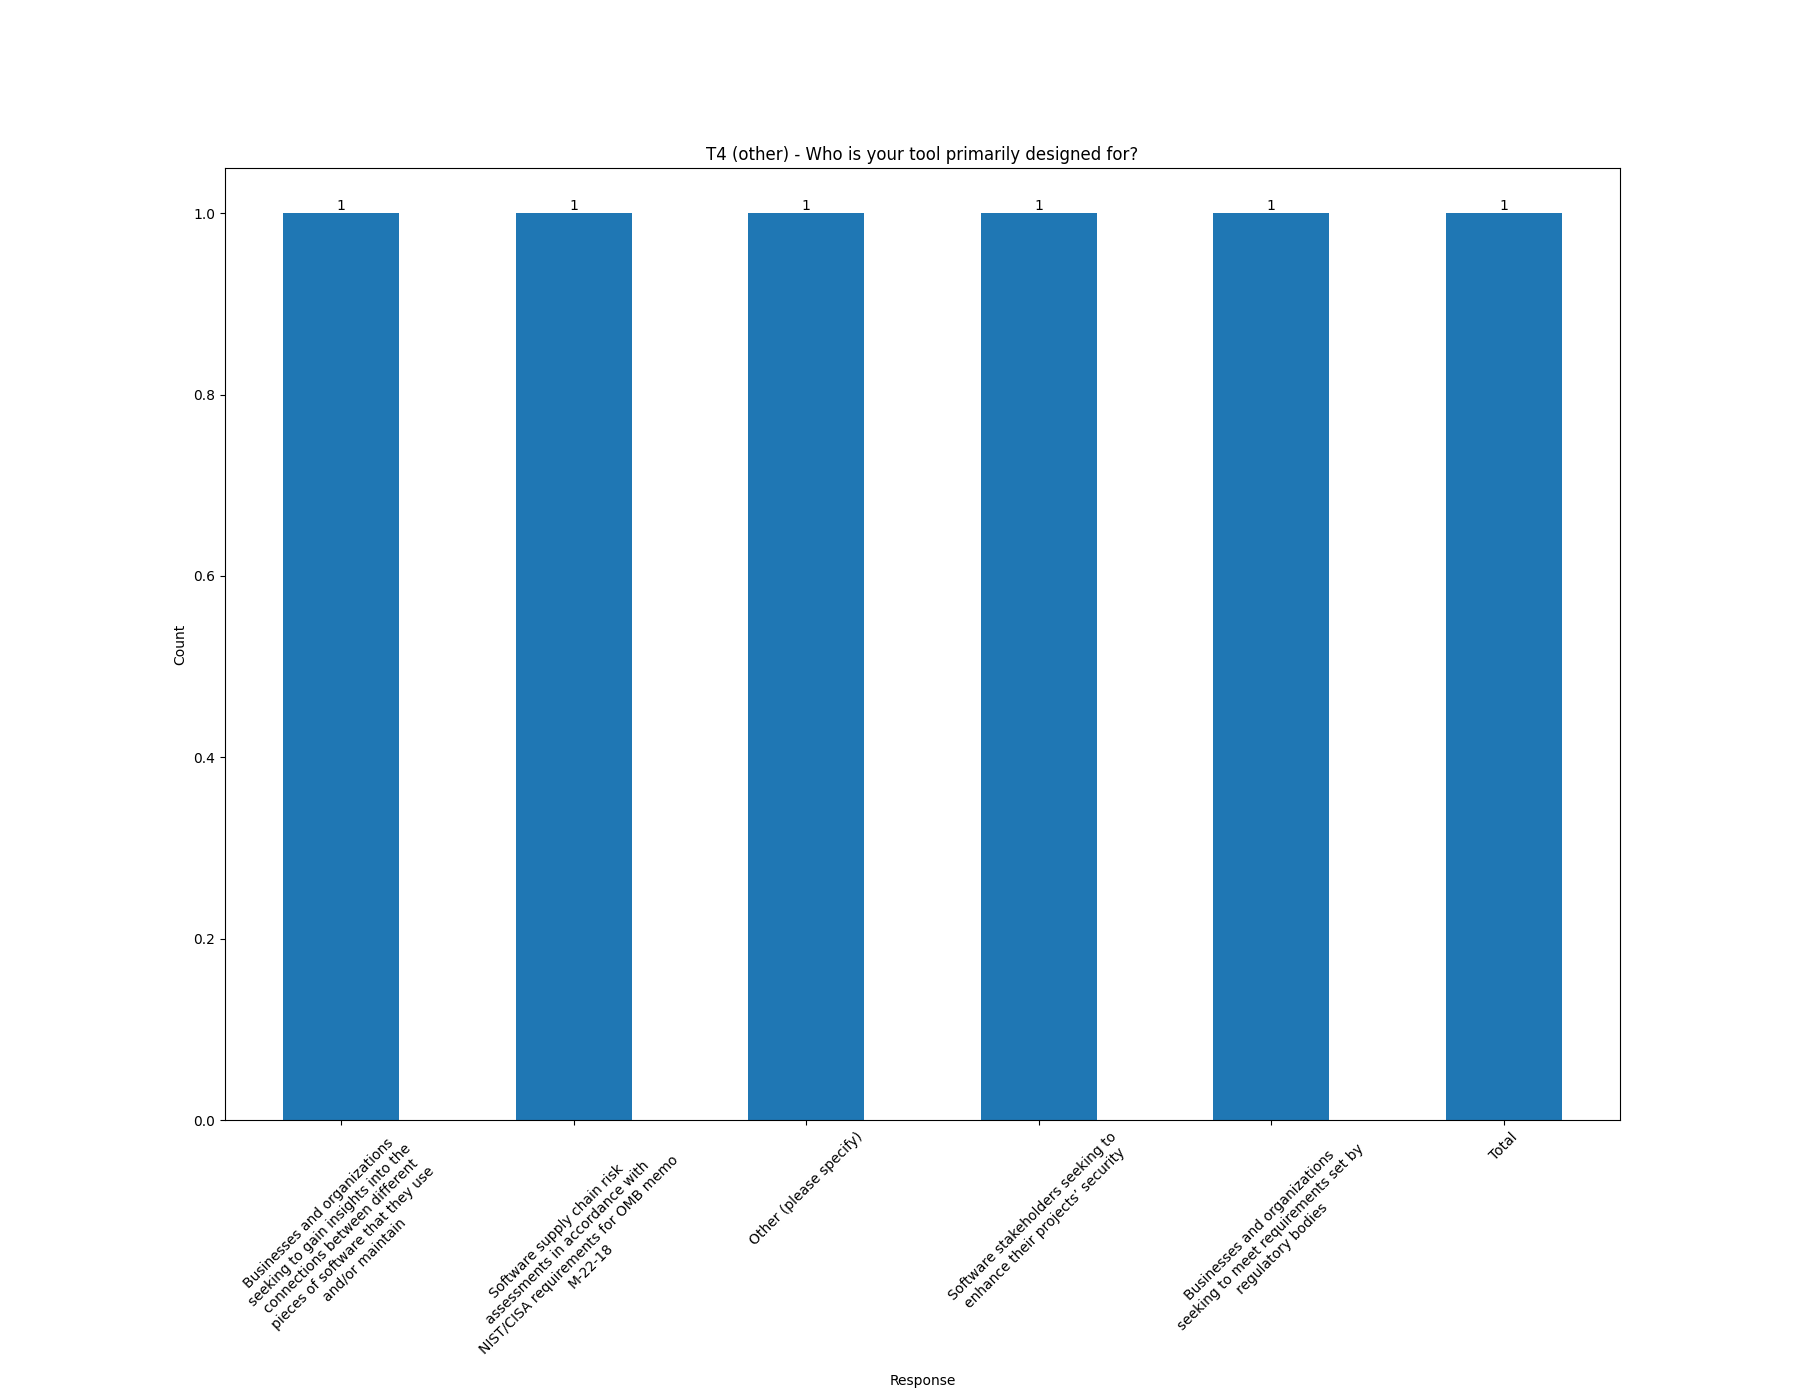 T4 (other) - Who is your tool primarily designed for?
1
1
1
1
1
1
1.0
0.8
0.6
0.4
0.2
0.0
Count
Businesses and organizations
seeking to gain insights into the
connections between different
pieces of software that they use
and/or maintain
Software supply chain risk
assessments in accordance with
NIST/CISA requirements for OMB memo
M-22-18
Other (please specify)
Software stakeholders seeking to
enhance their projects’ security
Businesses and organizations
seeking to meet requirements set by
regulatory bodies
Total
Response